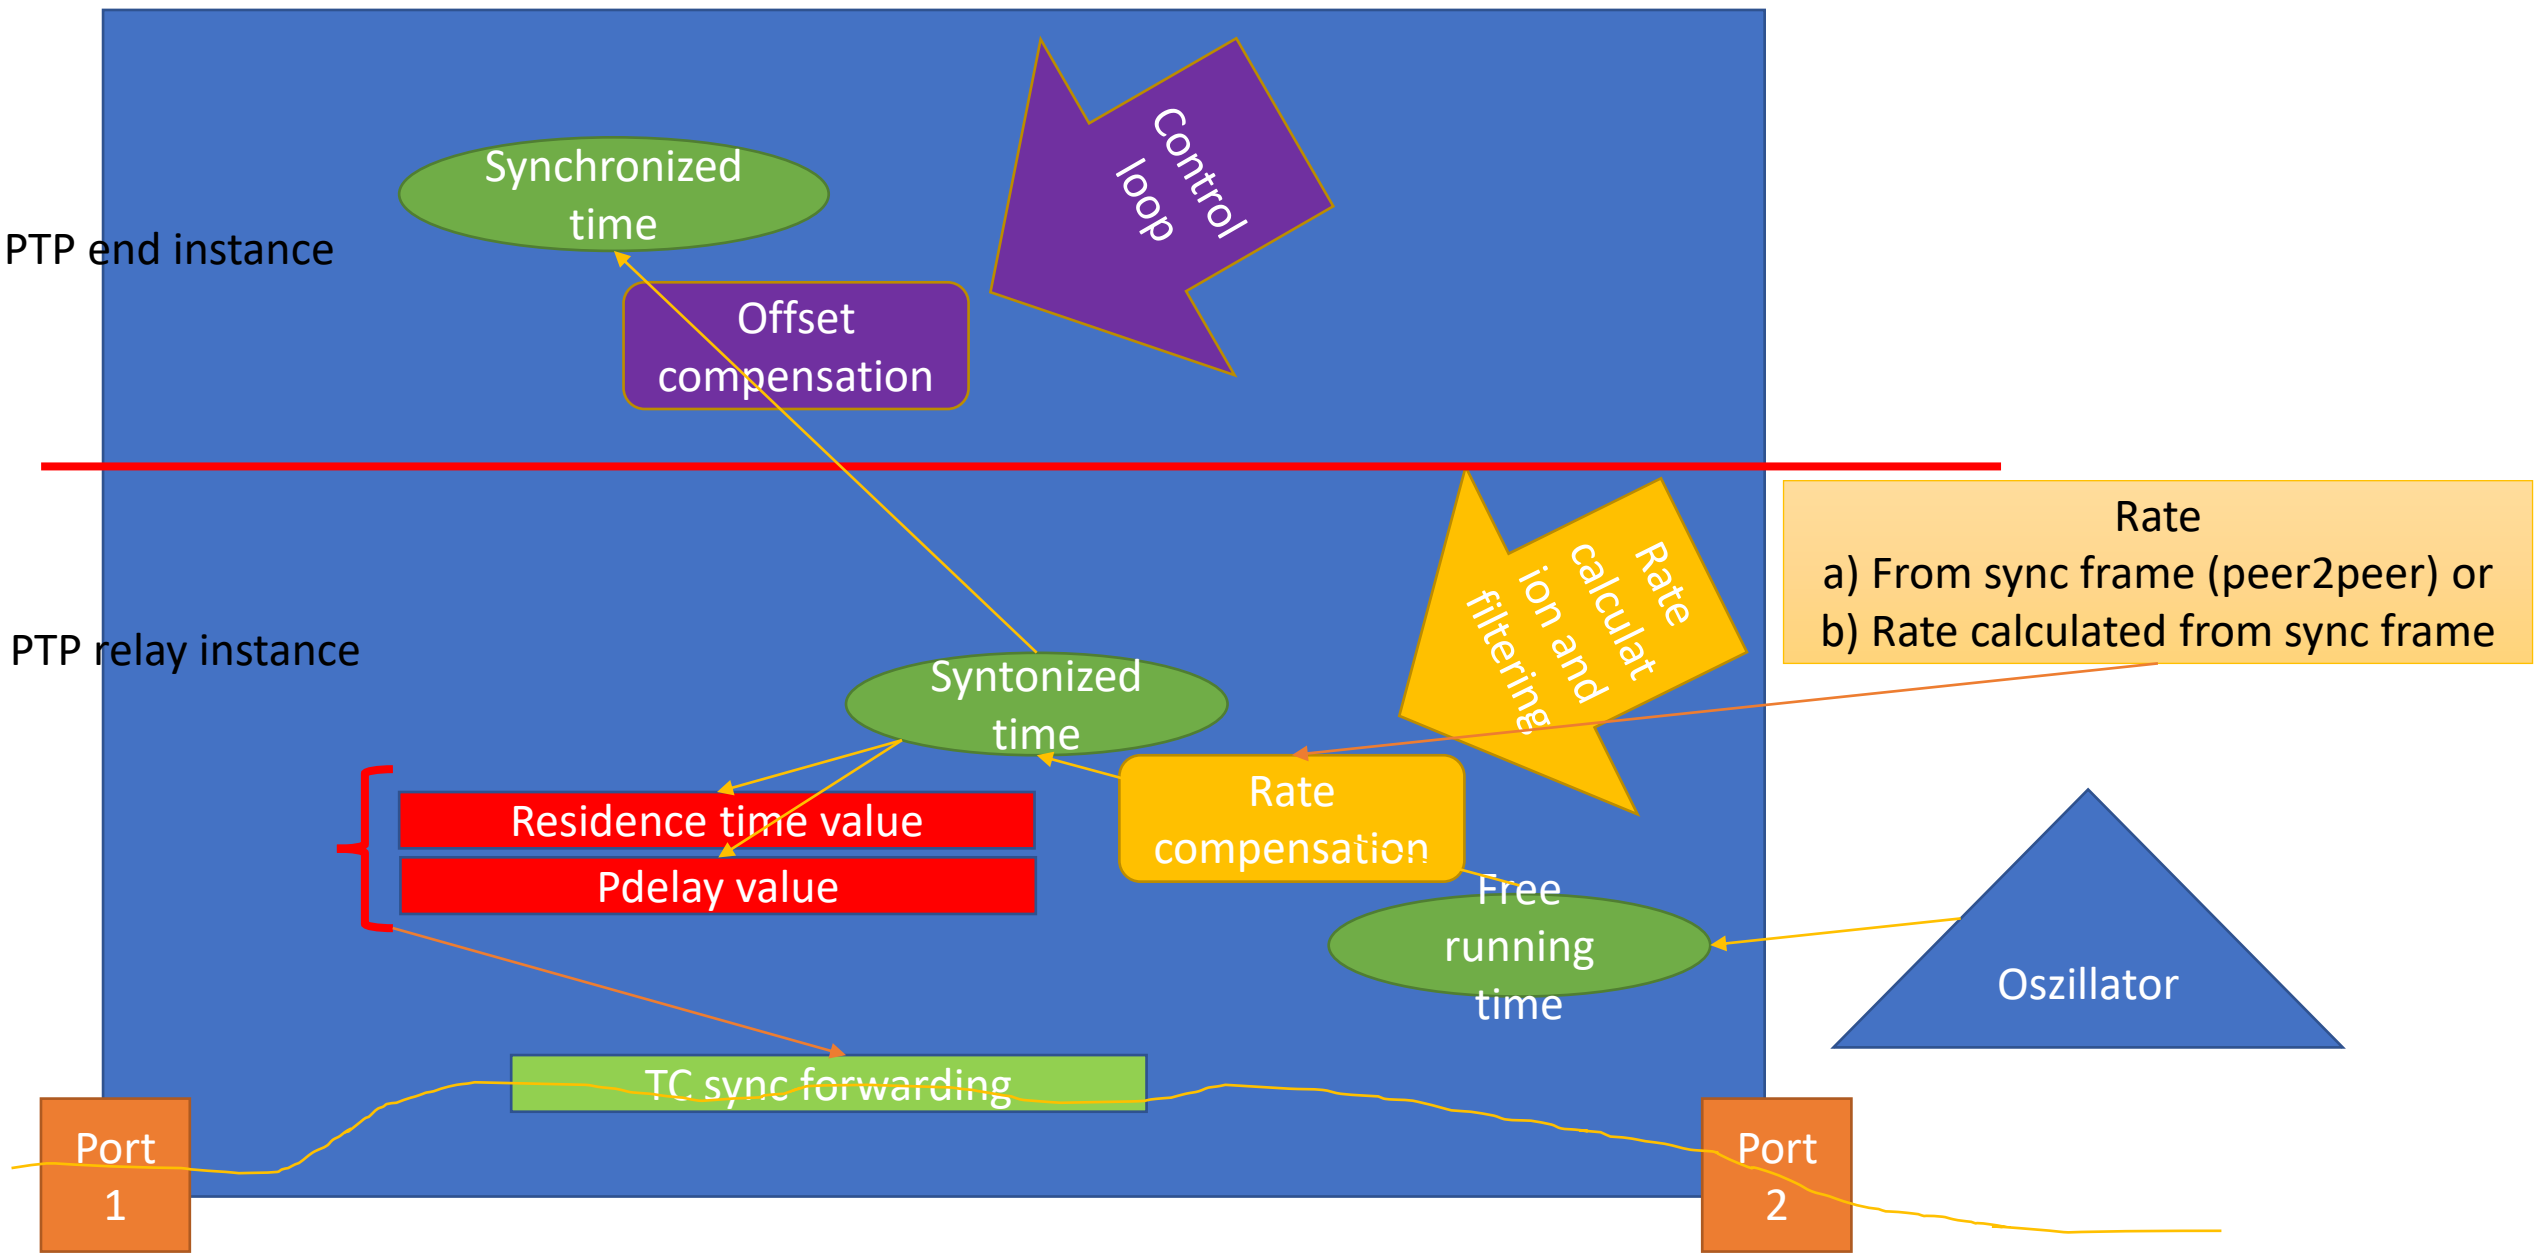 Synchronized
time
Control
loop
PTP end instance
Offset
compensation
Rate
a) From sync frame (peer2peer) or
b) Rate calculated from sync frame
Rate
calculat
ion and
filtering
PTP relay instance
Syntonized
time
Rate
compensation
Residence time value
Pdelay value
Free
running
time
Oszillator
TC sync forwarding
Port
1
Port
2